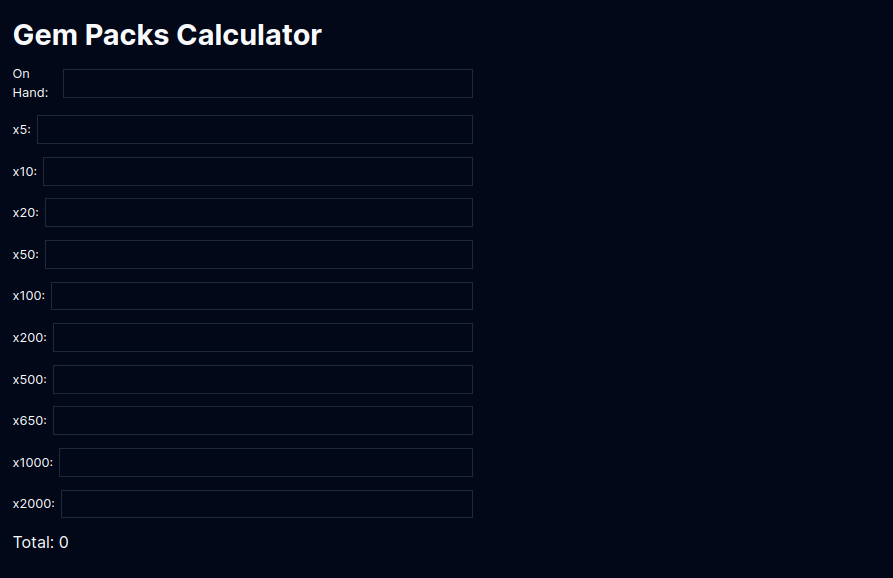 Gem Packs Calculator
On
Hand:
x5:
x10:
x20:
x50:
x100:
x200:
x500:
x650:
x1000:
x2000:
Total: 0